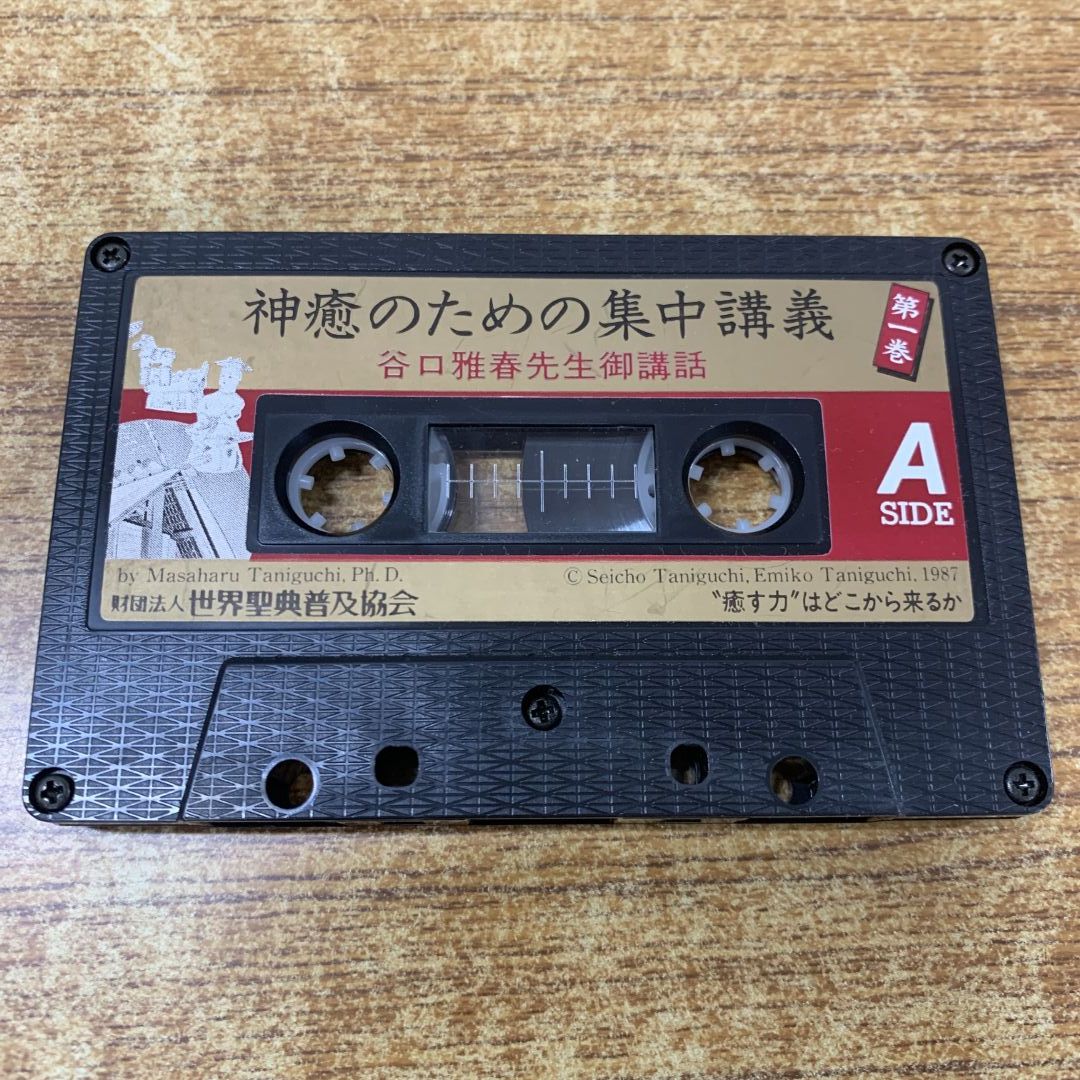 神癒のための集中講義
第一巻
谷口雅春先生御講話
A
SIDE
by Masaharu Taniguchi, Ph. D.
© Seicho Taniguchi, Emiko Taniguchi, 1987
財団法人 世界聖典普及協会
〝癒す力〟はどこから来るか